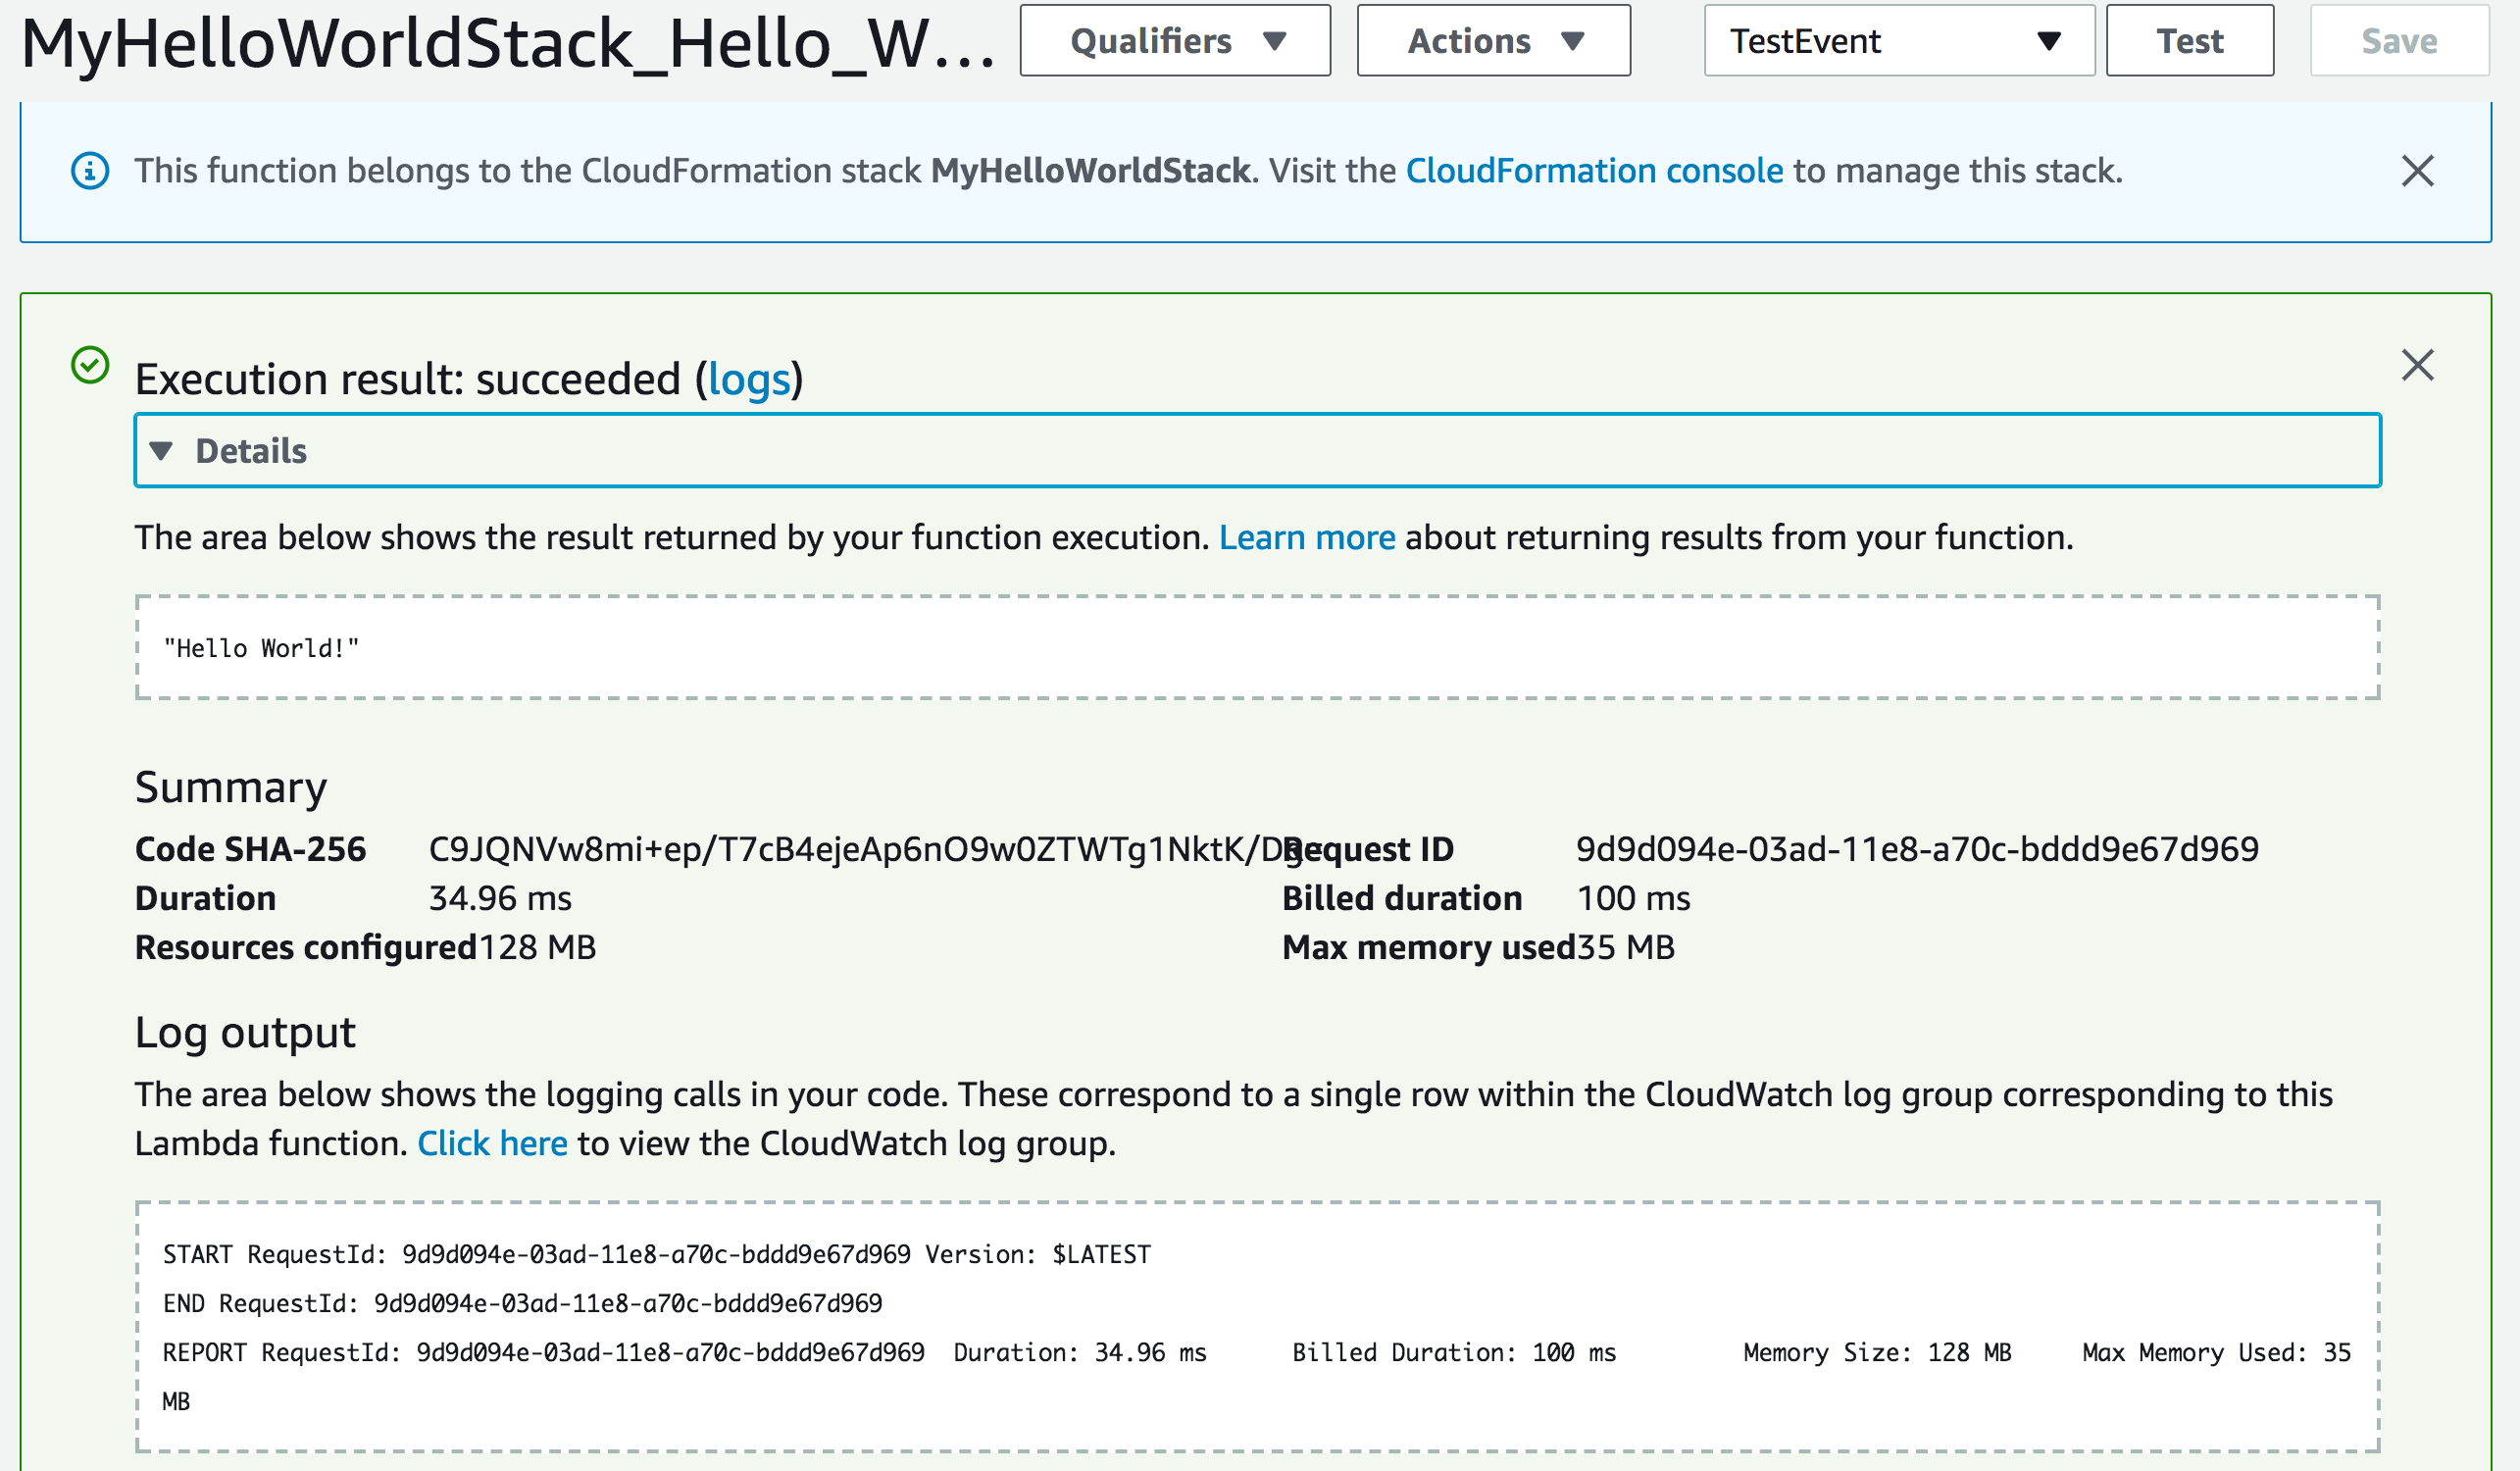 MyHelloWorldStack_Hello_W... Qualifiers Actions TestEvent Test Save
This function belongs to the CloudFormation stack MyHelloWorldStack. Visit the CloudFormation console to manage this stack.
Execution result: succeeded (logs)
Details
The area below shows the result returned by your function execution. Learn more about returning results from your function.
"Hello World!"
Summary
Code SHA-256 Request ID 9d9d094e-03ad-11e8-a70c-bddd9e67d969
Duration 34.96 ms Billed duration 100 ms
Resources configured 128 MB Max memory used 35 MB
Log output
The area below shows the logging calls in your code. These correspond to a single row within the CloudWatch log group corresponding to this
Lambda function. Click here to view the CloudWatch log group.
START RequestId: 9d9d094e-03ad-11e8-a70c-bddd9e67d969 Version: $LATEST
END RequestId: 9d9d094e-03ad-11e8-a70c-bddd9e67d969
REPORT RequestId: 9d9d094e-03ad-11e8-a70c-bddd9e67d969 Duration: 34.96 ms Billed Duration: 100 ms Memory Size: 128 MB Max Memory Used: 35
MB